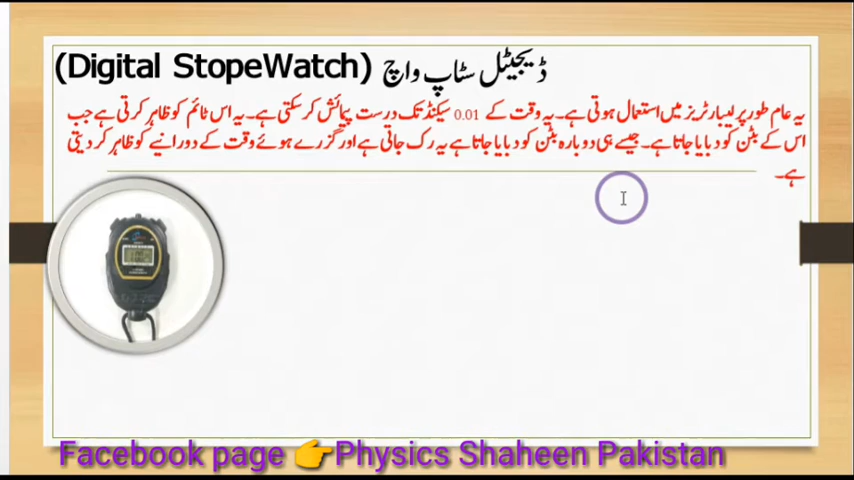 ڈیجیٹل سٹاپ واچ (Digital StopeWatch)
یہ عام طور پر لیبارٹریز میں استعمال ہوتی ہے۔ یہ وقت کے 0.01 سیکنڈ تک درست پیمائش کر سکتی ہے۔ یہ اس ٹائم کو ظاہر کرتی ہے جب
اس کے بٹن کو دبایا جاتا ہے۔ جیسے ہی دوبارہ بٹن کو دبایا جاتا ہے یہ رک جاتی ہے اور گزرے ہوئے وقت کے دورانیے کو ظاہر کر دیتی
ہے۔
Facebook page 👉Physics Shaheen Pakistan